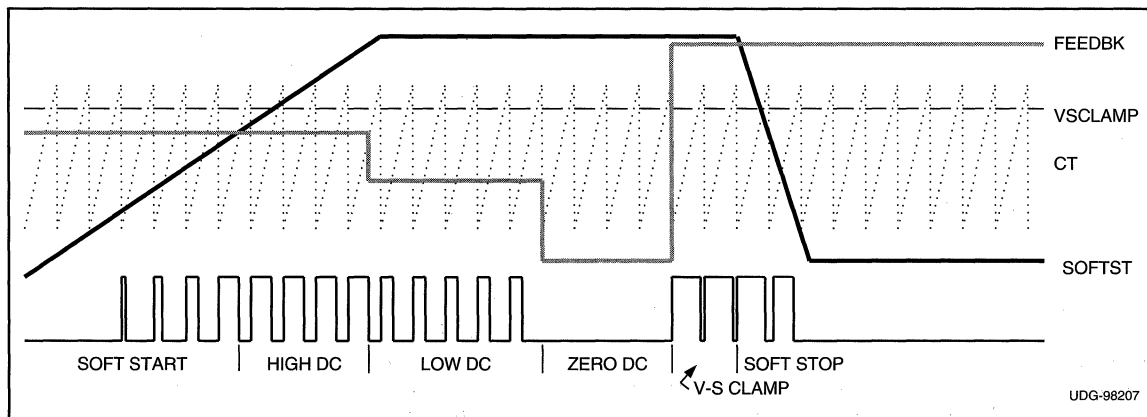 FEEDBK
VSCLAMP
CT
SOFTST
SOFT START
HIGH DC
LOW DC
ZERO DC
SOFT STOP
V-S CLAMP
UDG-98207